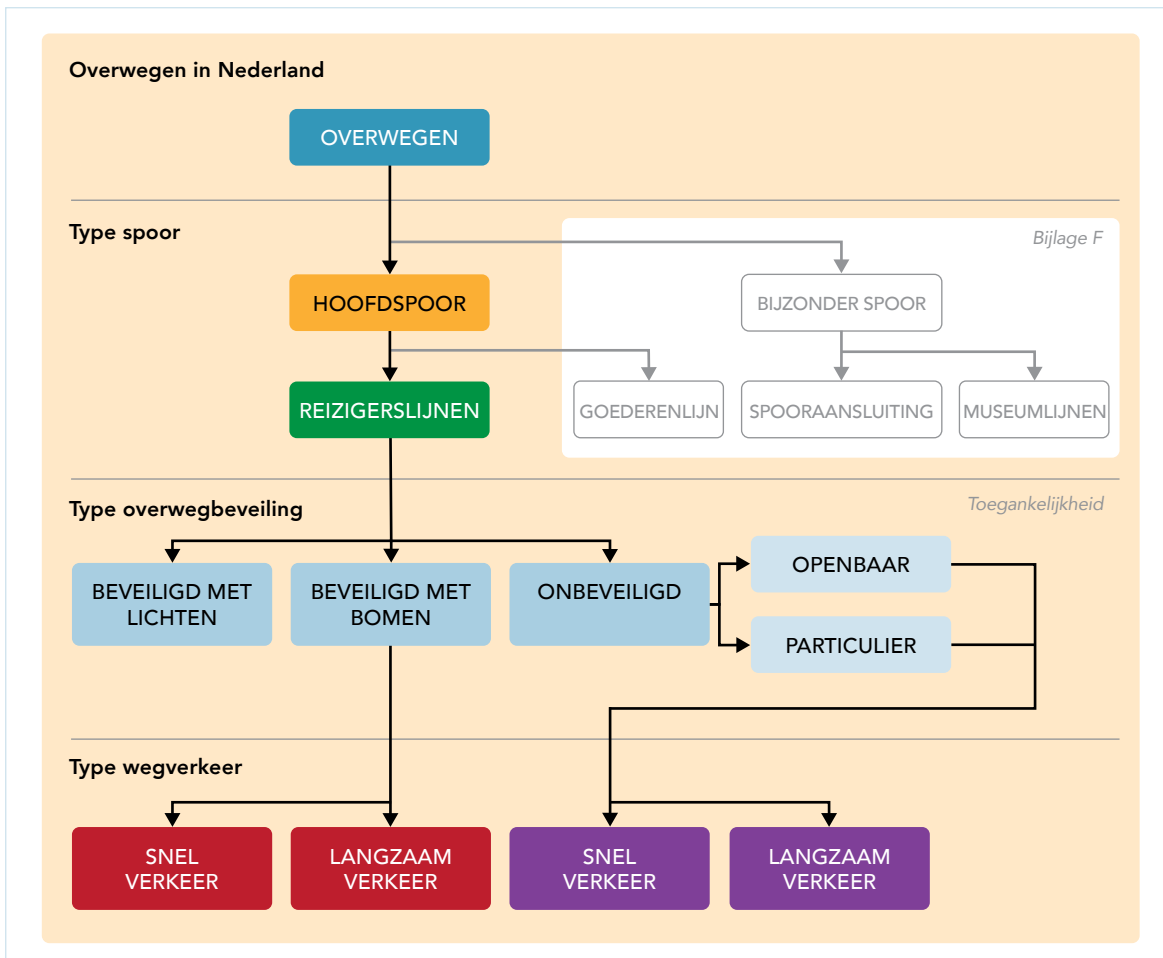 Overwegen in Nederland
OVERWEGEN
Type spoor
Bijlage F
HOOFDSPOOR
BIJZONDER SPOOR
REIZIGERSLIJNEN
GOEDERENLIJN
SPOORAANSLUITING
MUSEUMLIJNEN
Type overwegbeveiling
Toegankelijkheid
BEVEILIGD MET
LICHTEN
BEVEILIGD MET
BOMEN
ONBEVEILIGD
OPENBAAR
PARTICULIER
Type wegverkeer
SNEL
VERKEER
LANGZAAM
VERKEER
SNEL
VERKEER
LANGZAAM
VERKEER